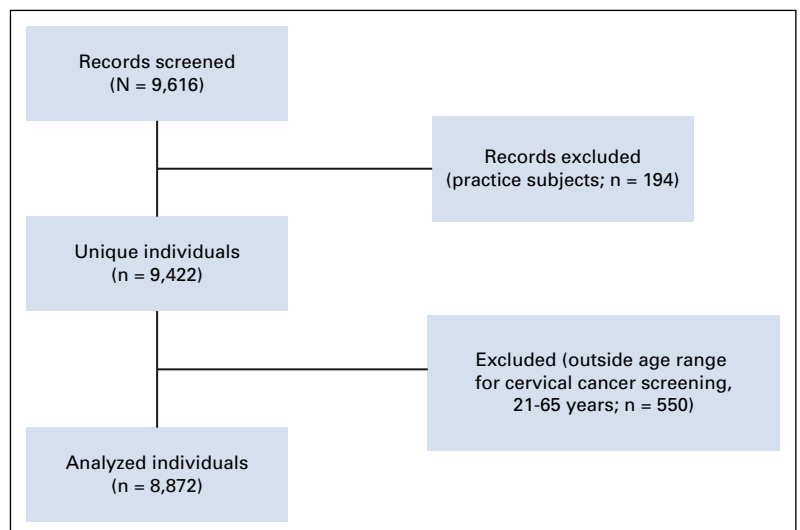 Records screened
(N = 9,616)
Records excluded
(practice subjects; n = 194)
Unique individuals
(n = 9,422)
Excluded (outside age range
for cervical cancer screening,
21-65 years; n = 550)
Analyzed individuals
(n = 8,872)